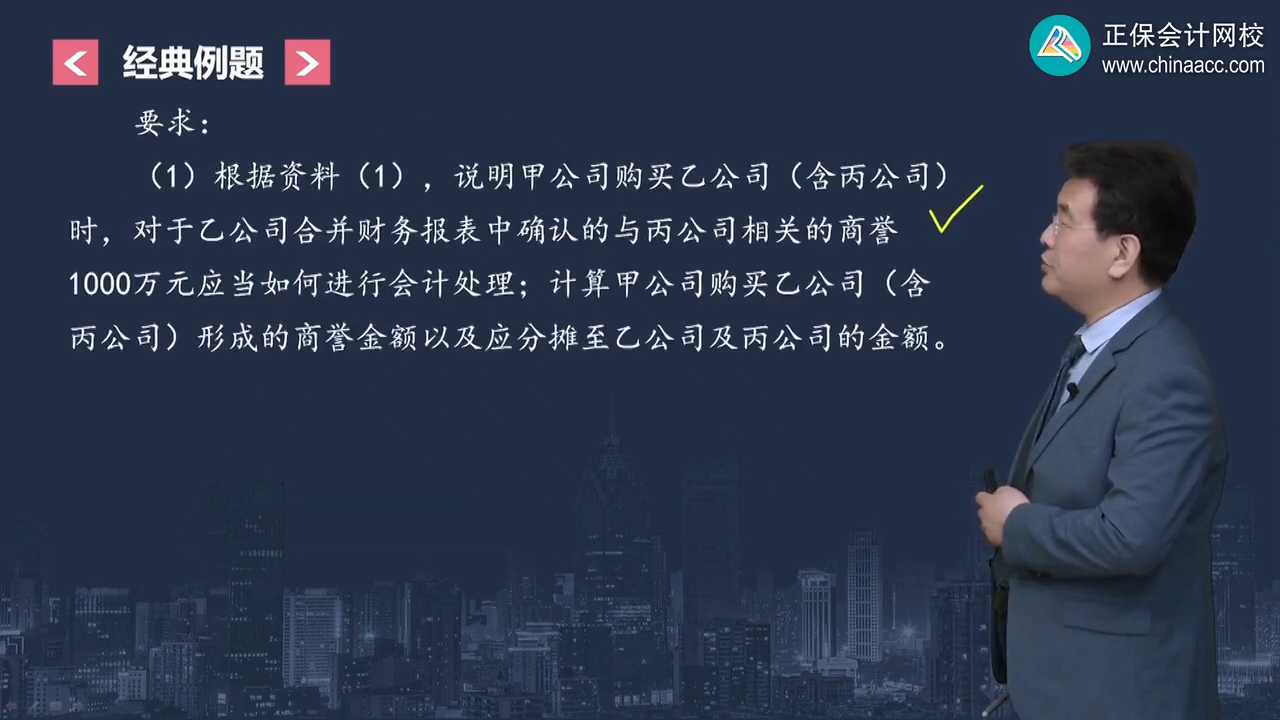 正保会计网校
www.chinaacc.com
经典例题
要求：
（1）根据资料（1），说明甲公司购买乙公司（含丙公司）
时，对于乙公司合并财务报表中确认的与丙公司相关的商誉
1000万元应当如何进行会计处理；计算甲公司购买乙公司（含
丙公司）形成的商誉金额以及应分摊至乙公司及丙公司的金额。